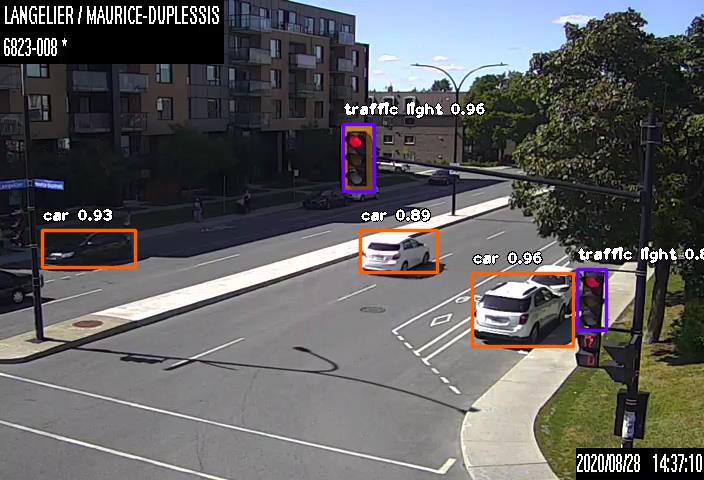 LANGELIER / MAURICE-DUPLESSIS
6823-008 *
traffic light 0.96
car 0.93
car 0.89
car 0.96
traffic light 0.8
2020/08/28 14:37:10